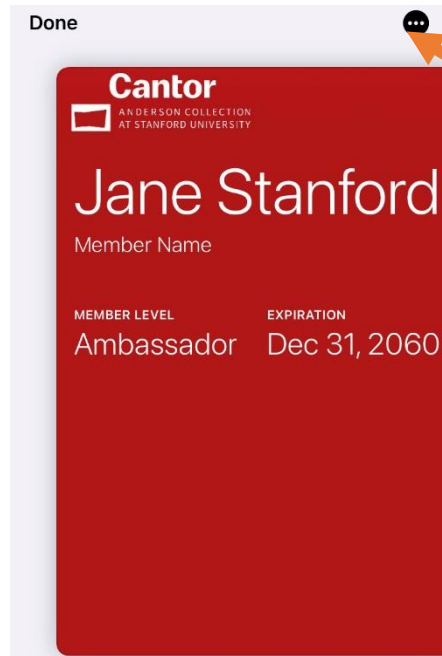 Done
Cantor
ANDERSON COLLECTION
AT STANFORD UNIVERSITY
Jane Stanford
Member Name
MEMBER LEVEL EXPIRATION
Ambassador Dec 31, 2060